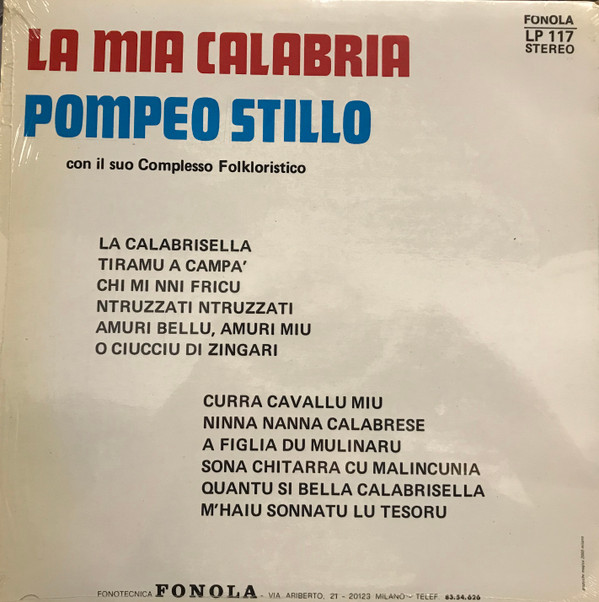 LA MIA CALABRIA
FONOLA
LP 117
STEREO
POMPEO STILLO
con il suo Complesso Folkloristico
LA CALABRISELLA
TIRAMU A CAMPA'
CHI MI NNI FRICU
NTRUZZATI NTRUZZATI
AMURI BELLU, AMURI MIU
O CIUCCIU DI ZINGARI
CURRA CAVALLU MIU
NINNA NANNA CALABRESE
A FIGLIA DU MULINARU
SONA CHITARRA CU MALINCUNIA
QUANTU SI BELLA CALABRISELLA
M'HAIU SONNATU LU TESORU
FONOTECNICA FONOLA - VIA ARIBERTO, 21 - 20123 MILANO - TELEF. 83.54.626